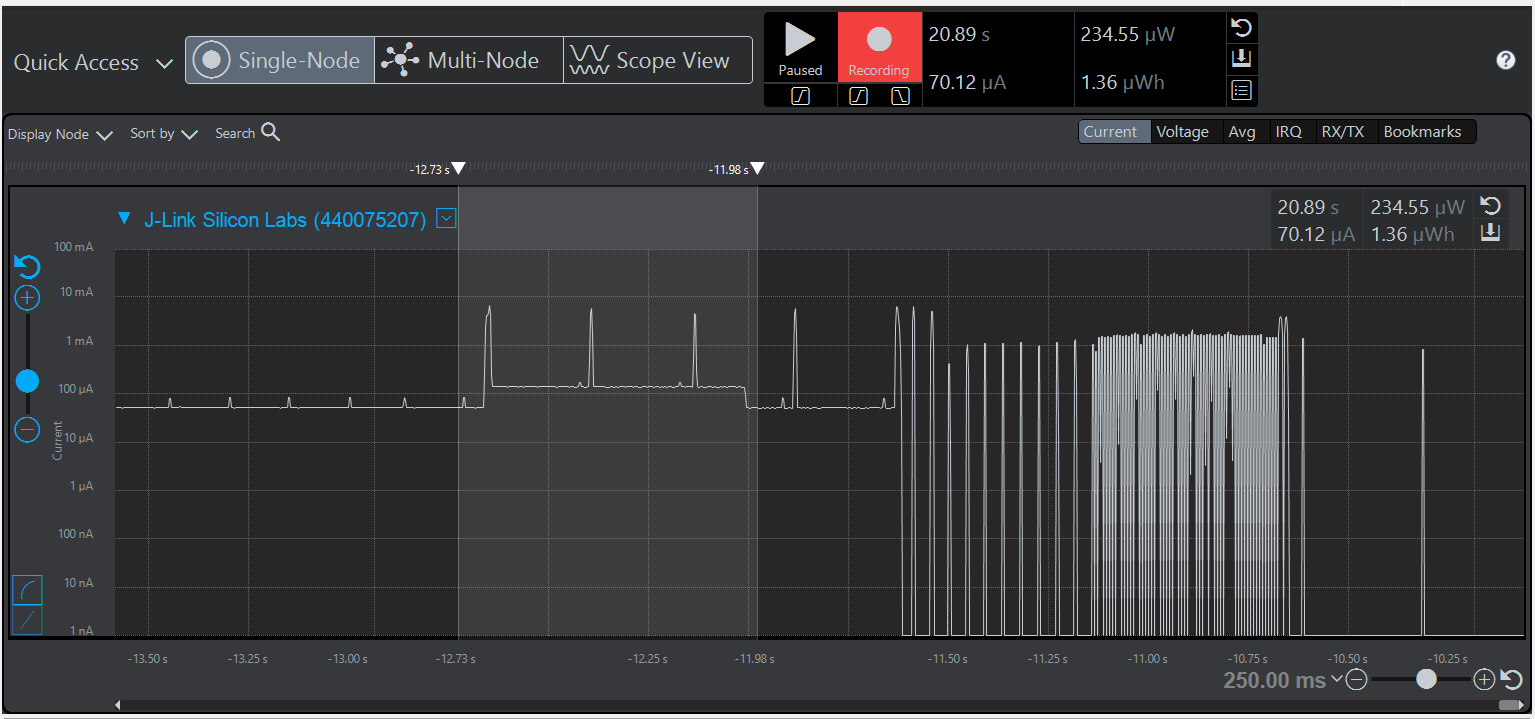 Quick Access
Single-Node
Multi-Node
Scope View
Paused
Recording
20.89 s
70.12 µA
234.55 µW
1.36 µWh
Display Node
Sort by
Search
Current
Voltage
Avg
IRQ
RX/TX
Bookmarks
-12.73 s
-11.98 s
J-Link Silicon Labs (440075207)
20.89 s
234.55 µW
70.12 µA
1.36 µWh
100 mA
10 mA
1 mA
100 µA
10 µA
1 µA
100 nA
10 nA
1 nA
Current
-13.50 s
-13.25 s
-13.00 s
-12.73 s
-12.25 s
-11.98 s
-11.50 s
-11.25 s
-11.00 s
-10.75 s
-10.50 s
-10.25 s
250.00 ms